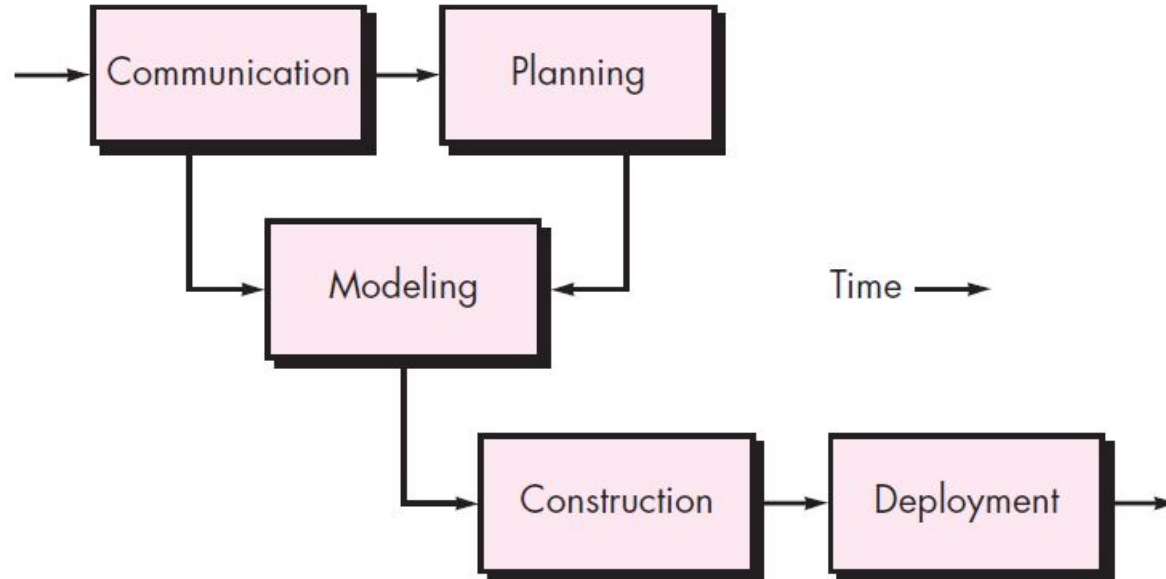 Communication
Planning
Modeling
Time
Construction
Deployment